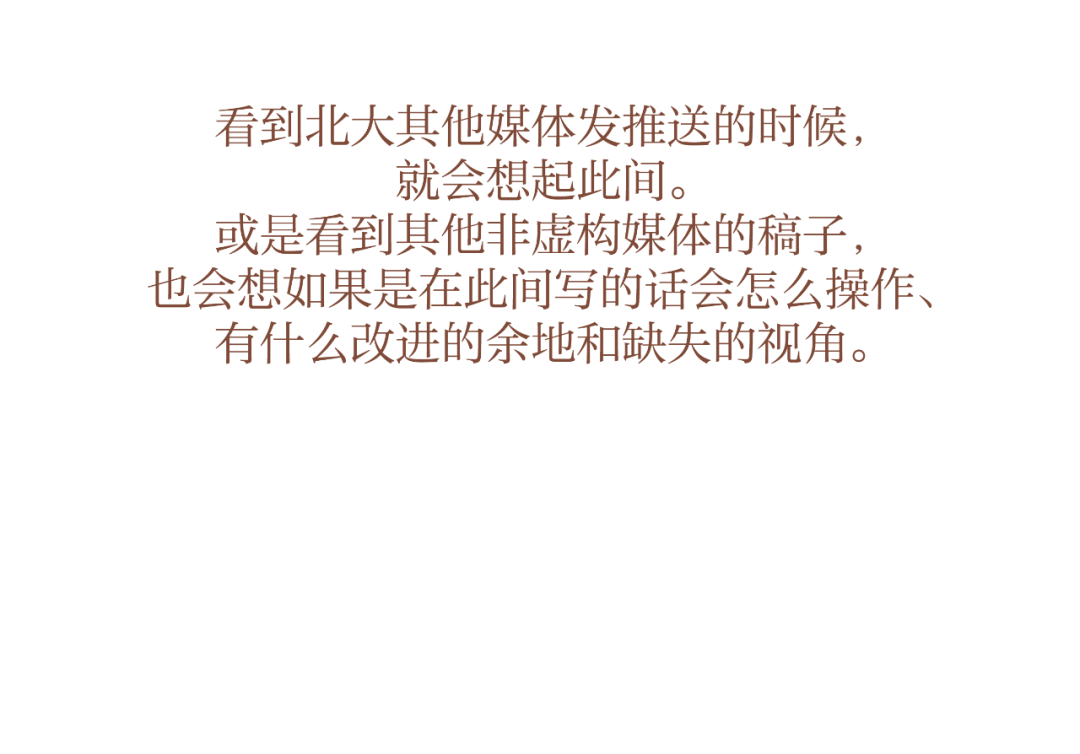 看到北大其他媒体发推送的时候，
就会想起此间。
或是看到其他非虚构媒体的稿子，
也会想如果是在此间写的话会怎么操作、
有什么改进的余地和缺失的视角。